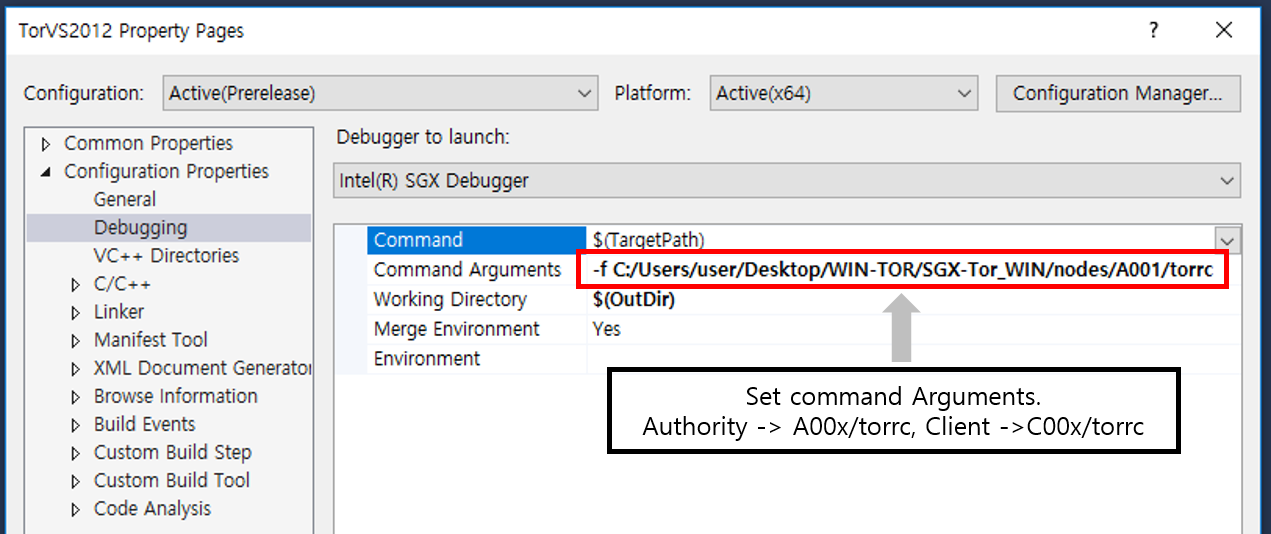 TorVS2012 Property Pages
?
Configuration: Active(Prerelease) Platform: Active(x64) Configuration Manager...
Common Properties
Configuration Properties
General
Debugging
VC++ Directories
C/C++
Linker
Manifest Tool
XML Document Generator
Browse Information
Build Events
Custom Build Step
Custom Build Tool
Code Analysis
Debugger to launch:
Intel(R) SGX Debugger
Command $(TargetPath)
Command Arguments -f C:/Users/user/Desktop/WIN-TOR/SGX-Tor_WIN/nodes/A001/torrc
Working Directory $(OutDir)
Merge Environment Yes
Environment
Set command Arguments.
Authority -> A00x/torrc, Client ->C00x/torrc